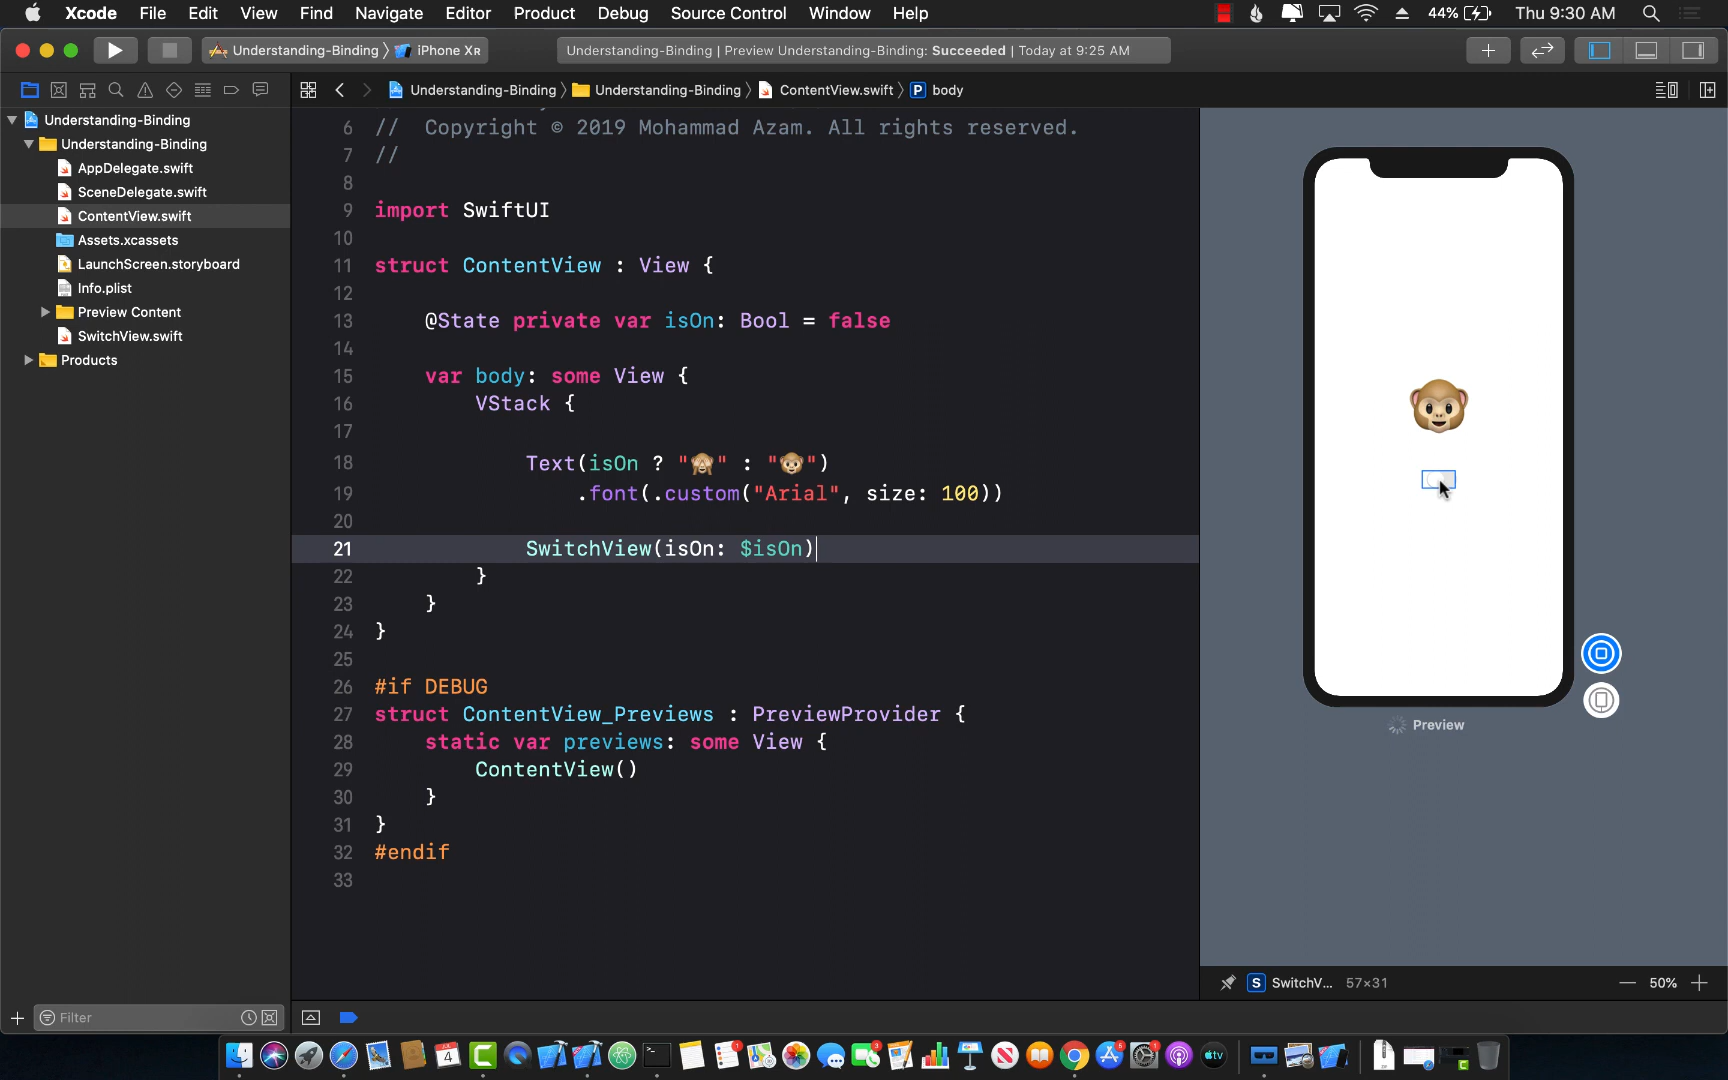 Xcode File Edit View Find Navigate Editor Product Debug Source Control Window Help 44% Thu 9:30 AM
Understanding-Binding iPhone XR Understanding-Binding | Preview Understanding-Binding: Succeeded | Today at 9:25 AM
Understanding-Binding Understanding-Binding ContentView.swift P body
Understanding-Binding
Understanding-Binding
AppDelegate.swift
SceneDelegate.swift
ContentView.swift
Assets.xcassets
LaunchScreen.storyboard
Info.plist
Preview Content
SwitchView.swift
Products
6 // Copyright © 2019 Mohammad Azam. All rights reserved.
7 //
8
9 import SwiftUI
10
11 struct ContentView : View {
12
13 @State private var isOn: Bool = false
14
15 var body: some View {
16 VStack {
17
18 Text(isOn ? "🙈" : "🐵")
19 .font(.custom("Arial", size: 100))
20
21 SwitchView(isOn: $isOn)
22 }
23 }
24 }
25
26 #if DEBUG
27 struct ContentView_Previews : PreviewProvider {
28 static var previews: some View {
29 ContentView()
30 }
31 }
32 #endif
33
Preview
S SwitchV... 57×31 50%
Filter